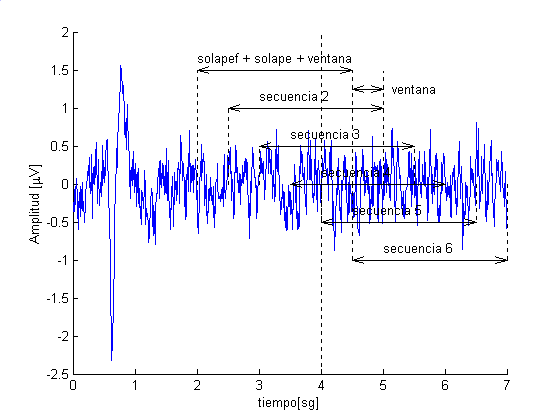 2
1.5
1
0.5
0
-0.5
-1
-1.5
-2
-2.5
Amplitud [µV]
solapef + solape + ventana
ventana
secuencia 2
secuencia 3
secuencia 4
secuencia 5
secuencia 6
0 1 2 3 4 5 6 7
tiempo[sg]